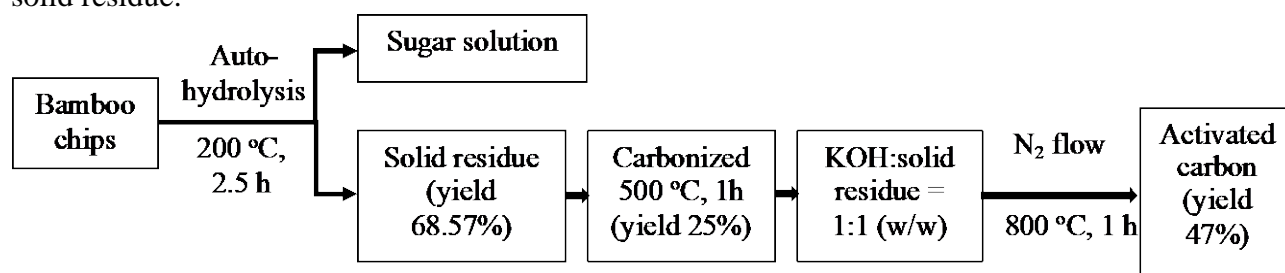 solid residue.
Sugar solution
Auto-
hydrolysis
Bamboo
chips
200 ºC,
2.5 h
Solid residue
(yield
68.57%)
Carbonized
500 ºC, 1h
(yield 25%)
KOH:solid
residue =
1:1 (w/w)
N₂ flow
800 ºC, 1 h
Activated
carbon
(yield
47%)